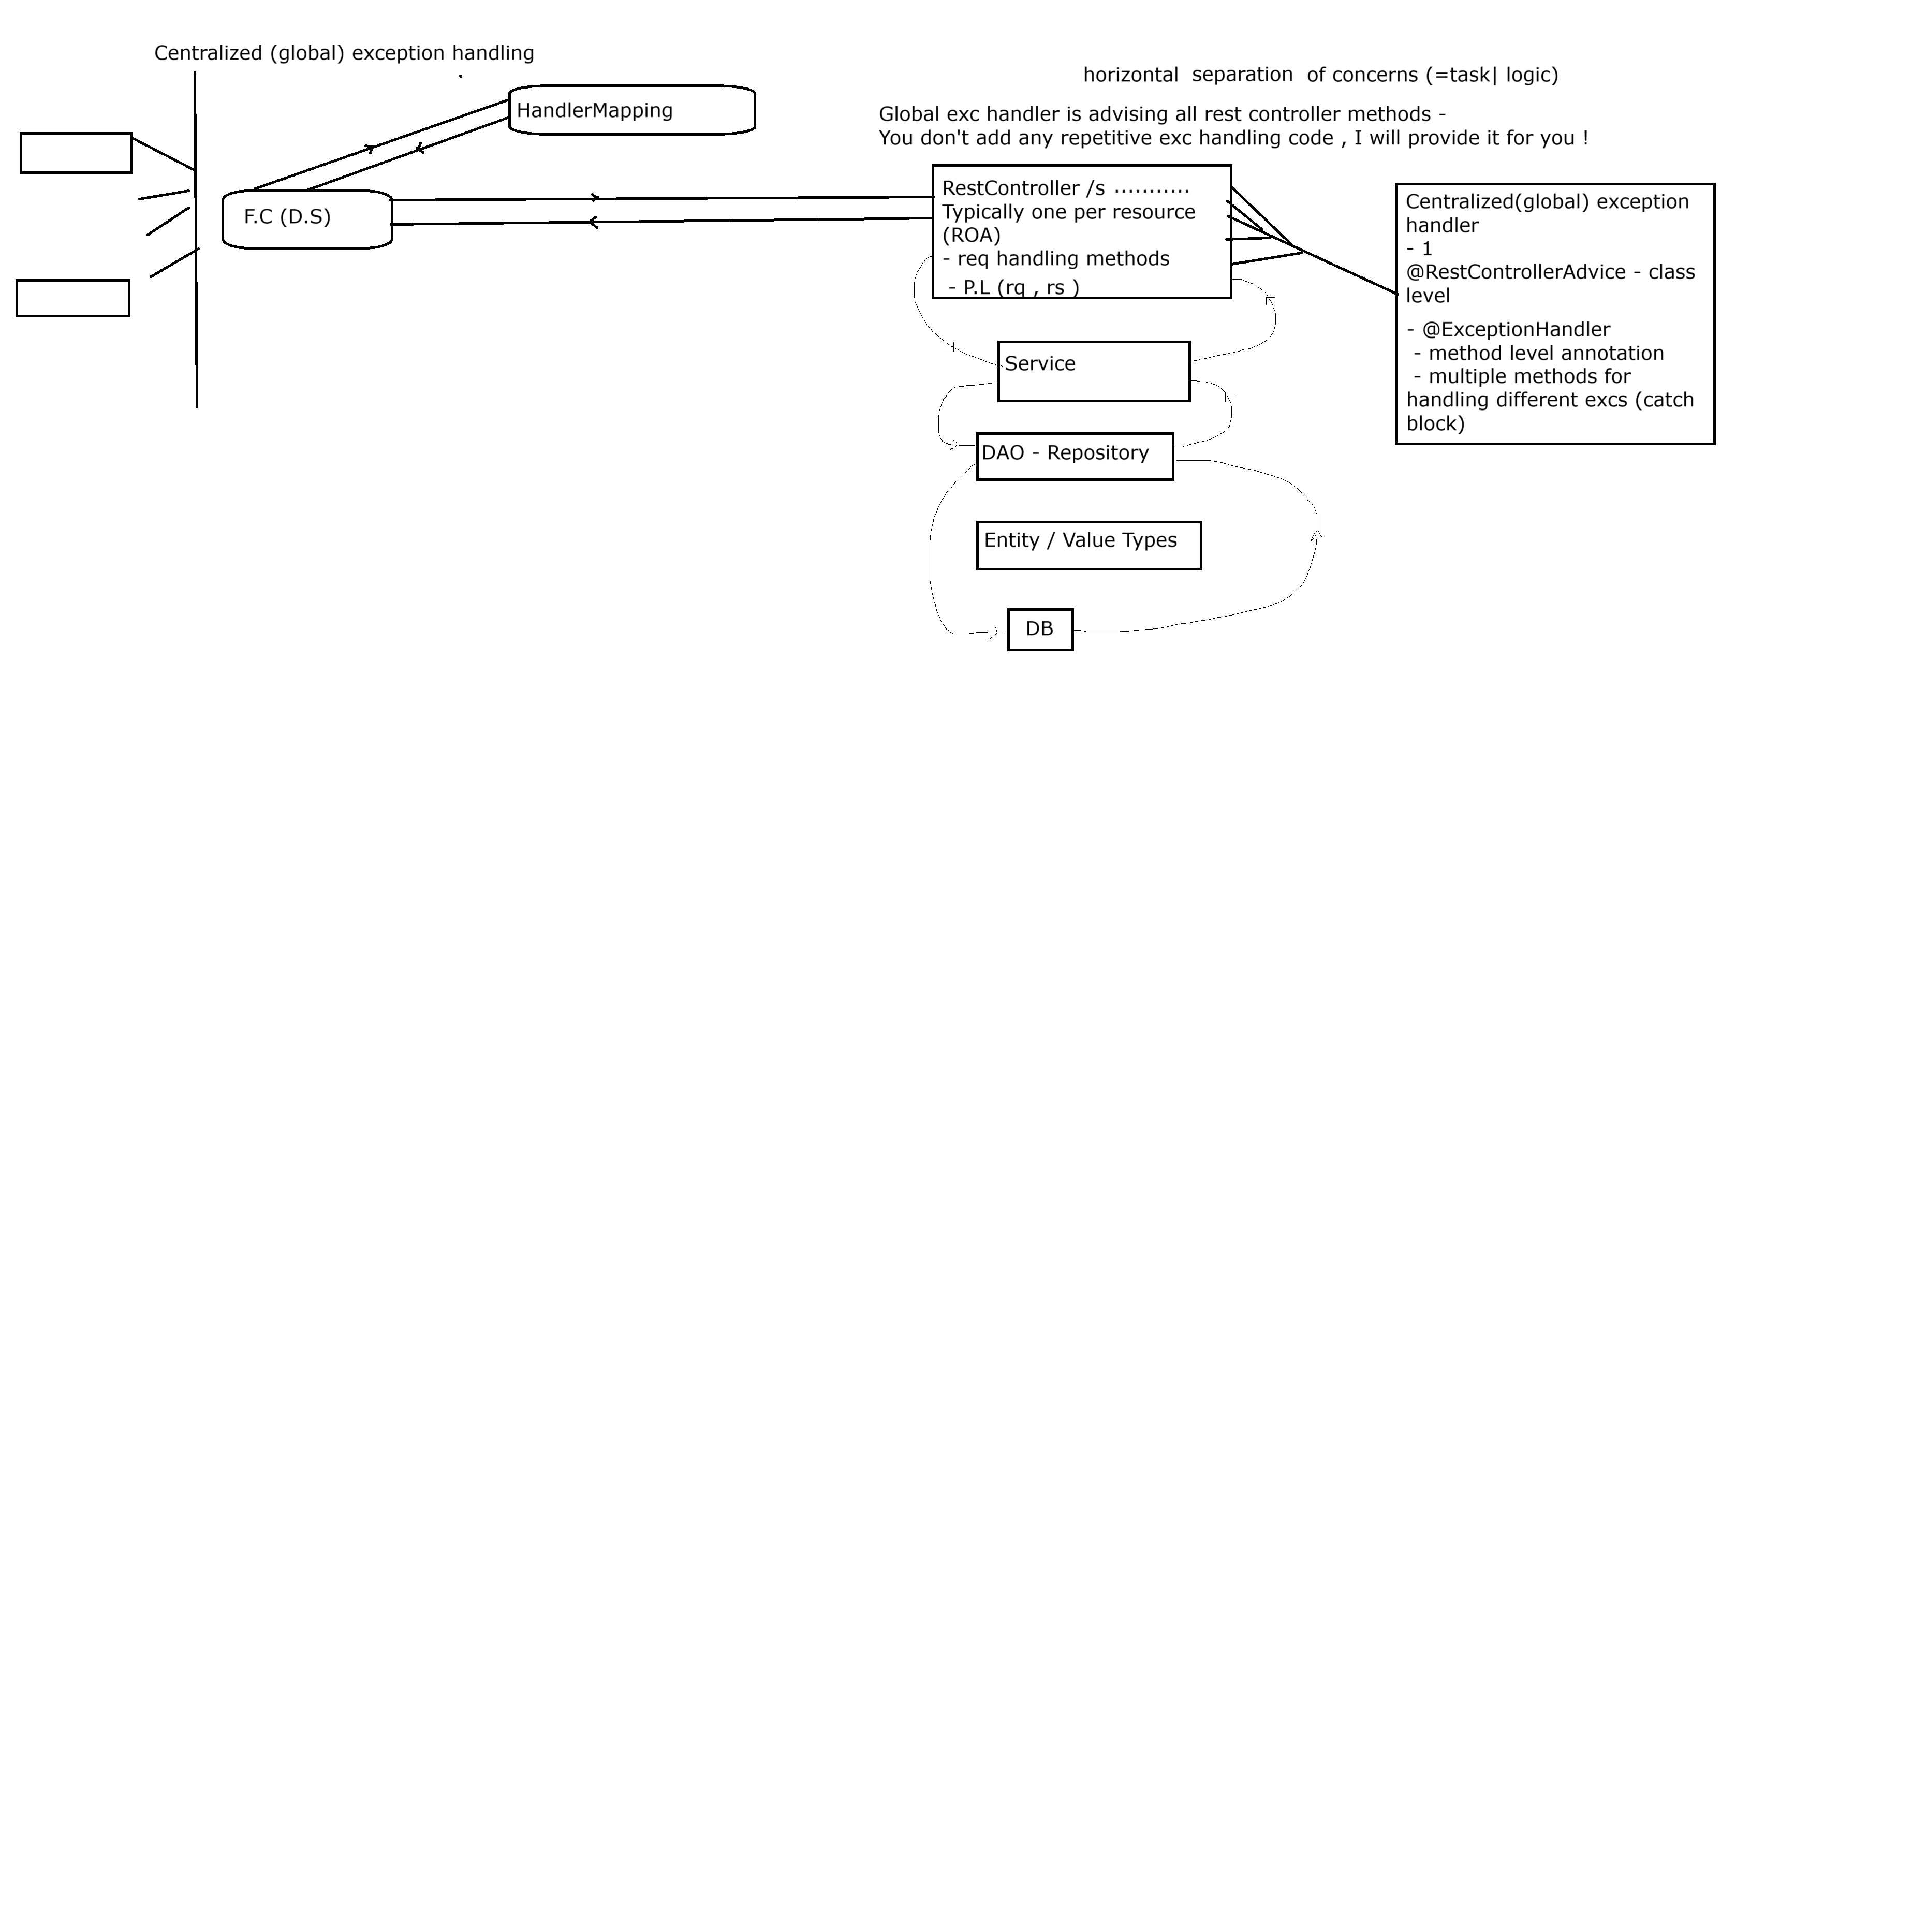 Centralized (global) exception handling
horizontal  separation  of concerns (=task| logic)
HandlerMapping
Global exc handler is advising all rest controller methods -
You don't add any repetitive exc handling code , I will provide it for you !
F.C (D.S)
RestController /s ...........
Typically one per resource
(ROA)
- req handling methods
- P.L (rq , rs )
Centralized(global) exception
handler
- 1
@RestControllerAdvice - class
level
- @ExceptionHandler
- method level annotation
- multiple methods for
handling different excs (catch
block)
Service
DAO - Repository
Entity / Value Types
DB